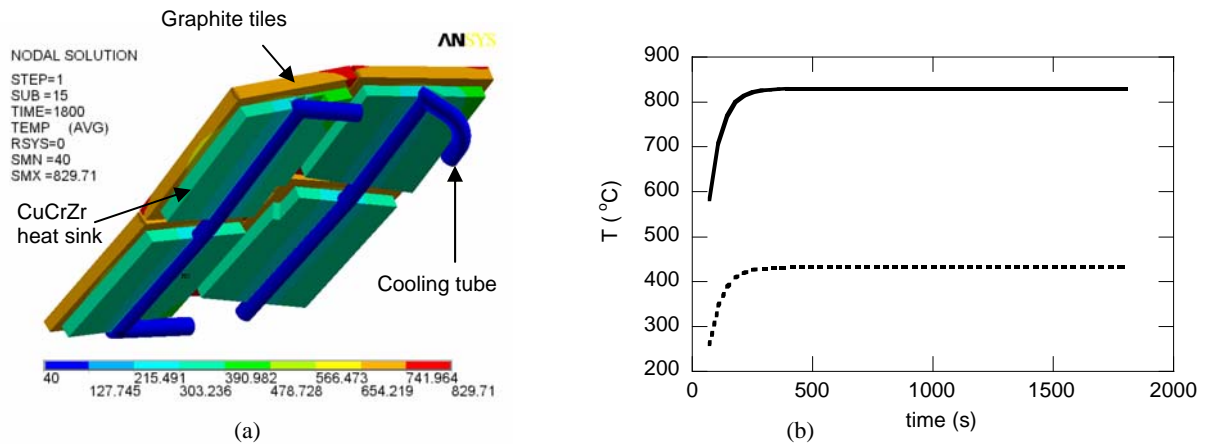 Graphite tiles
ANSYS
NODAL SOLUTION
STEP=1
SUB =15
TIME=1800
TEMP (AVG)
RSYS=0
SMN =40
SMX =829.71
CuCrZr
heat sink
Cooling tube
40 215.491 390.982 566.473 741.964
127.745 303.236 478.728 654.219 829.71
(a)
900
800
700
600
500
400
300
200
T ( °C)
0 500 1000 1500 2000
time (s)
(b)